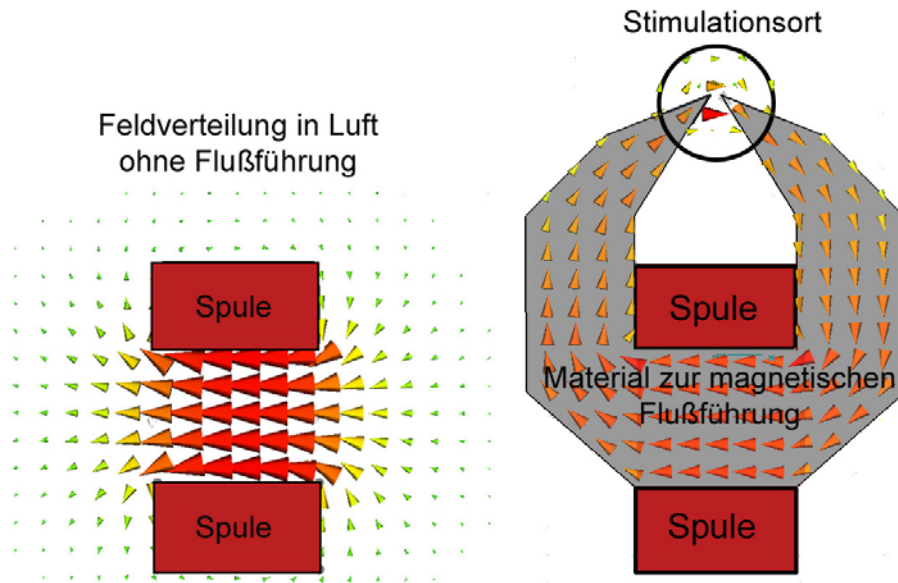 Feldverteilung in Luft
ohne Flußführung
Spule
Spule
Stimulationsort
Spule
Material zur magnetischen
Flußführung
Spule